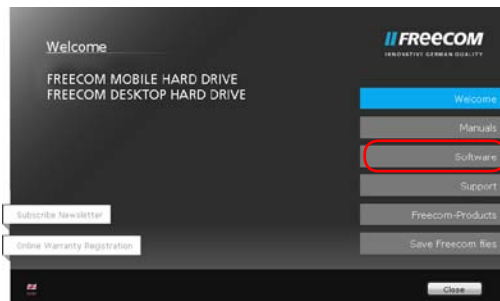 Welcome
FREECOM MOBILE HARD DRIVE
FREECOM DESKTOP HARD DRIVE
FREECOM
INNOVATIVE GERMAN QUALITY
Welcome
Manuals
Software
Support
Freecom-Products
Save Freecom files
Subscribe Newsletter
Online Warranty Registration
Close